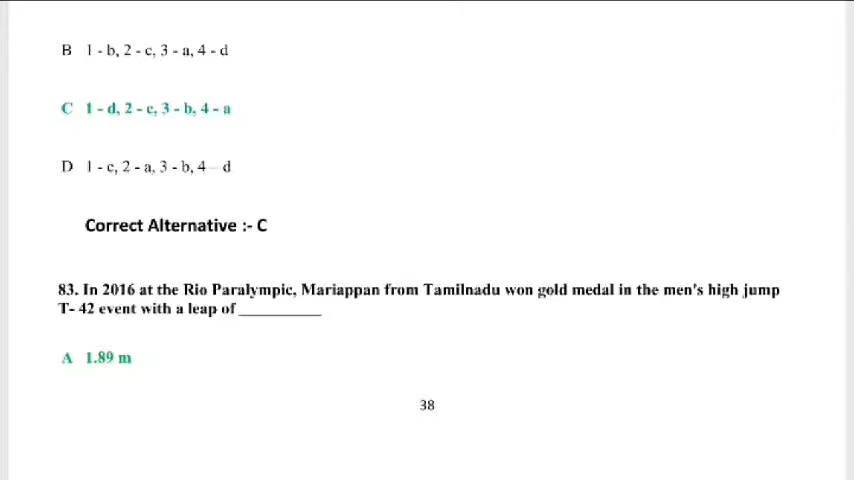 B 1 - b, 2 - c, 3 - a, 4 - d
C 1 - d, 2 - c, 3 - b, 4 - a
D 1 - c, 2 - a, 3 - b, 4 – d
Correct Alternative :- C
83. In 2016 at the Rio Paralympic, Mariappan from Tamilnadu won gold medal in the men's high jump
T- 42 event with a leap of __________
A 1.89 m
38